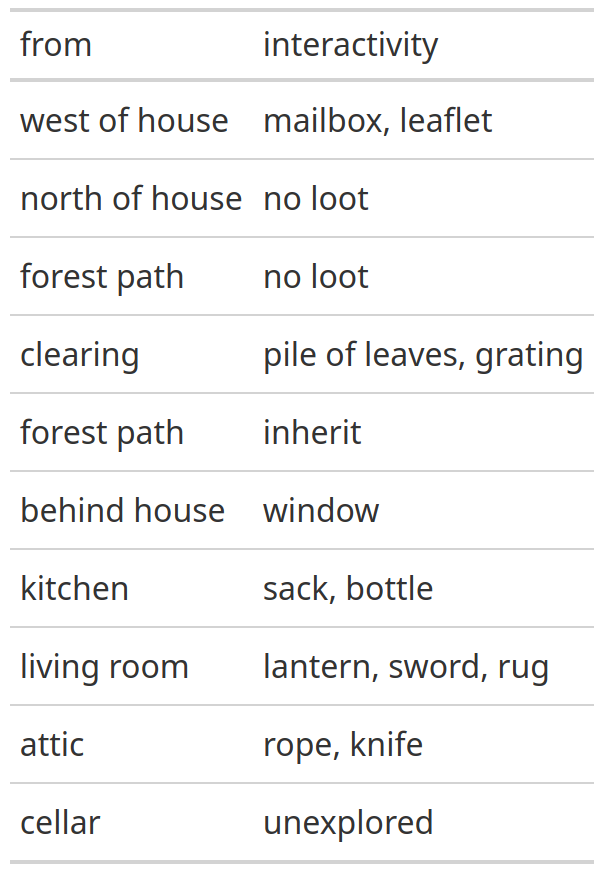 from interactivity
west of house mailbox, leaflet
north of house no loot
forest path no loot
clearing pile of leaves, grating
forest path inherit
behind house window
kitchen sack, bottle
living room lantern, sword, rug
attic rope, knife
cellar unexplored